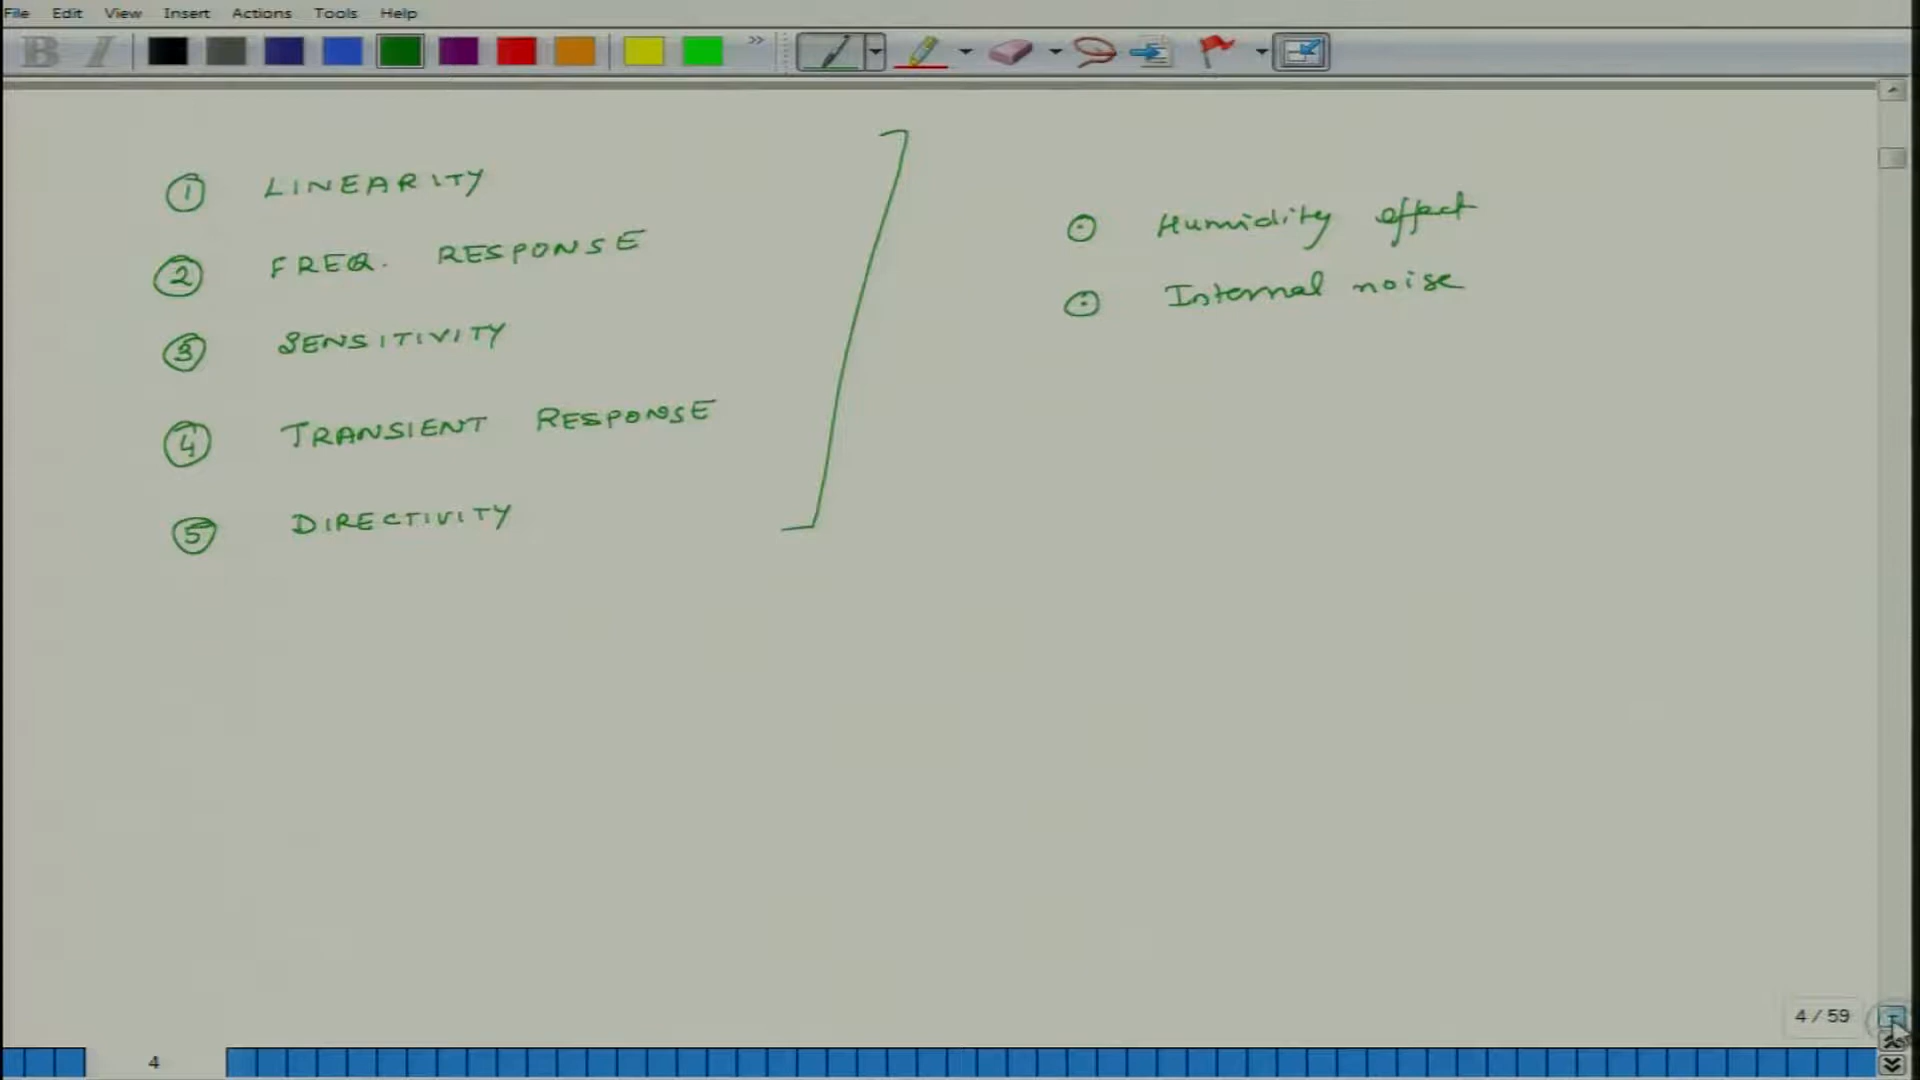 File Edit View Insert Actions Tools Help
B I
① LINEARITY
② FREQ. RESPONSE
③ SENSITIVITY
④ TRANSIENT RESPONSE
⑤ DIRECTIVITY
Humidity effect
Internal noise
4 / 59
4